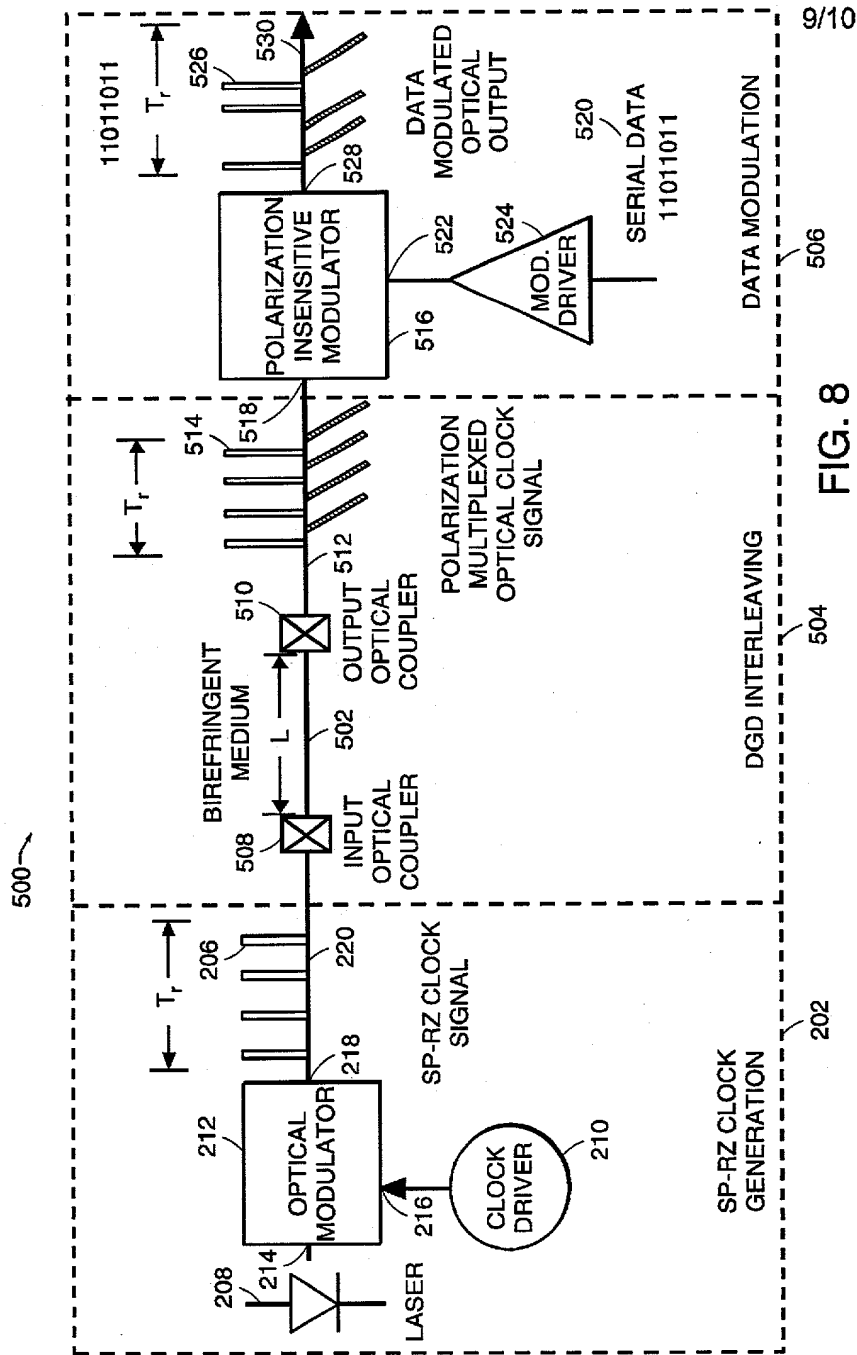 500
LASER
208
214
OPTICAL
MODULATOR
212
216
218
CLOCK
DRIVER
210
Tr
206
220
SP-RZ CLOCK
SIGNAL
SP-RZ CLOCK
GENERATION
202
508
INPUT
OPTICAL
COUPLER
BIREFRINGENT
MEDIUM
L
502
510
OUTPUT
OPTICAL
COUPLER
512
Tr
514
518
POLARIZATION
MULTIPLEXED
OPTICAL CLOCK
SIGNAL
DGD INTERLEAVING
504
POLARIZATION
INSENSITIVE
MODULATOR
516
522
528
MOD.
DRIVER
524
SERIAL DATA
11011011
520
11011011
Tr
526
530
DATA
MODULATED
OPTICAL
OUTPUT
DATA MODULATION
506
FIG. 8
9/10